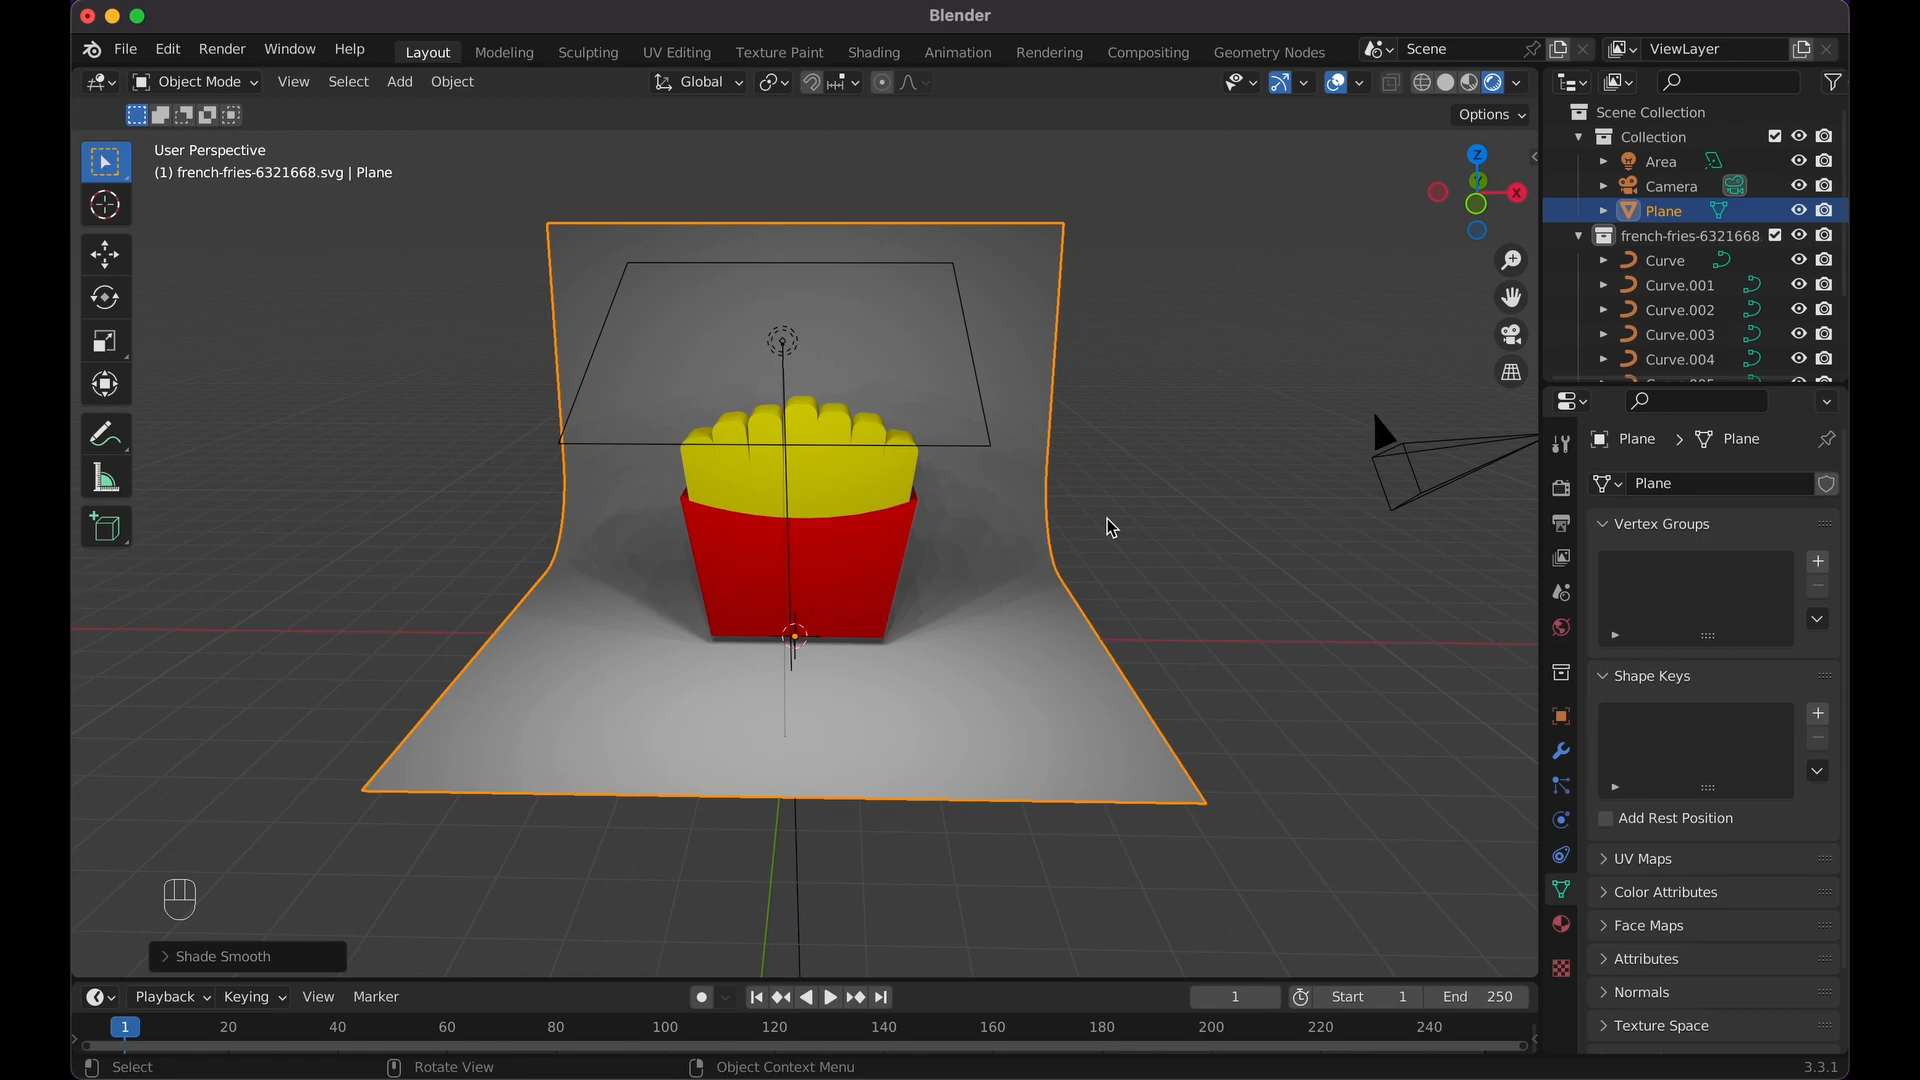 Blender
File Edit Render Window Help Layout Modeling Sculpting UV Editing Texture Paint Shading Animation Rendering Compositing Geometry Nodes Scene ViewLayer
Object Mode View Select Add Object Global
Options
User Perspective
(1) french-fries-6321668.svg | Plane
Z
Y
X
Scene Collection
Collection
Area
Camera
Plane
french-fries-6321668
Curve
Curve.001
Curve.002
Curve.003
Curve.004
Plane > Plane
Plane
Vertex Groups
Shape Keys
Add Rest Position
UV Maps
Color Attributes
Face Maps
Attributes
Normals
Texture Space
Shade Smooth
Playback Keying View Marker 1 Start 1 End 250
1 20 40 60 80 100 120 140 160 180 200 220 240
Select Rotate View Object Context Menu 3.3.1